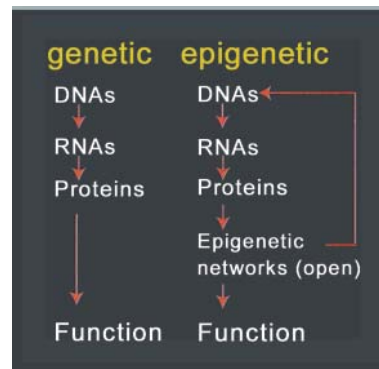 genetic
DNAs
RNAs
Proteins
Function
epigenetic
DNAs
RNAs
Proteins
Epigenetic
networks (open)
Function